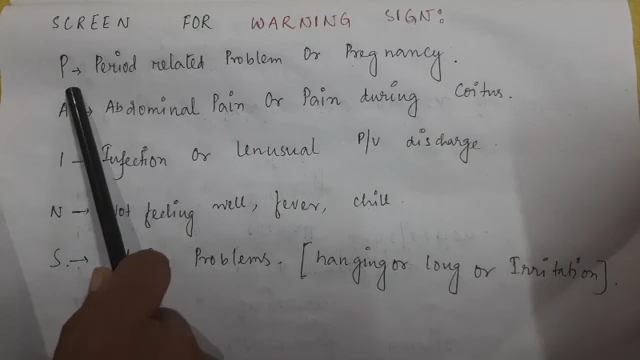 SCREEN FOR WARNING SIGN:
P → Period related Problem Or Pregnancy.
A → Abdominal Pain Or Pain during Coitus.
I → Infection or Unusual P/V discharge
N → Not feeling well, fever, chill
S. → Problems. [hanging or long or Irritation].